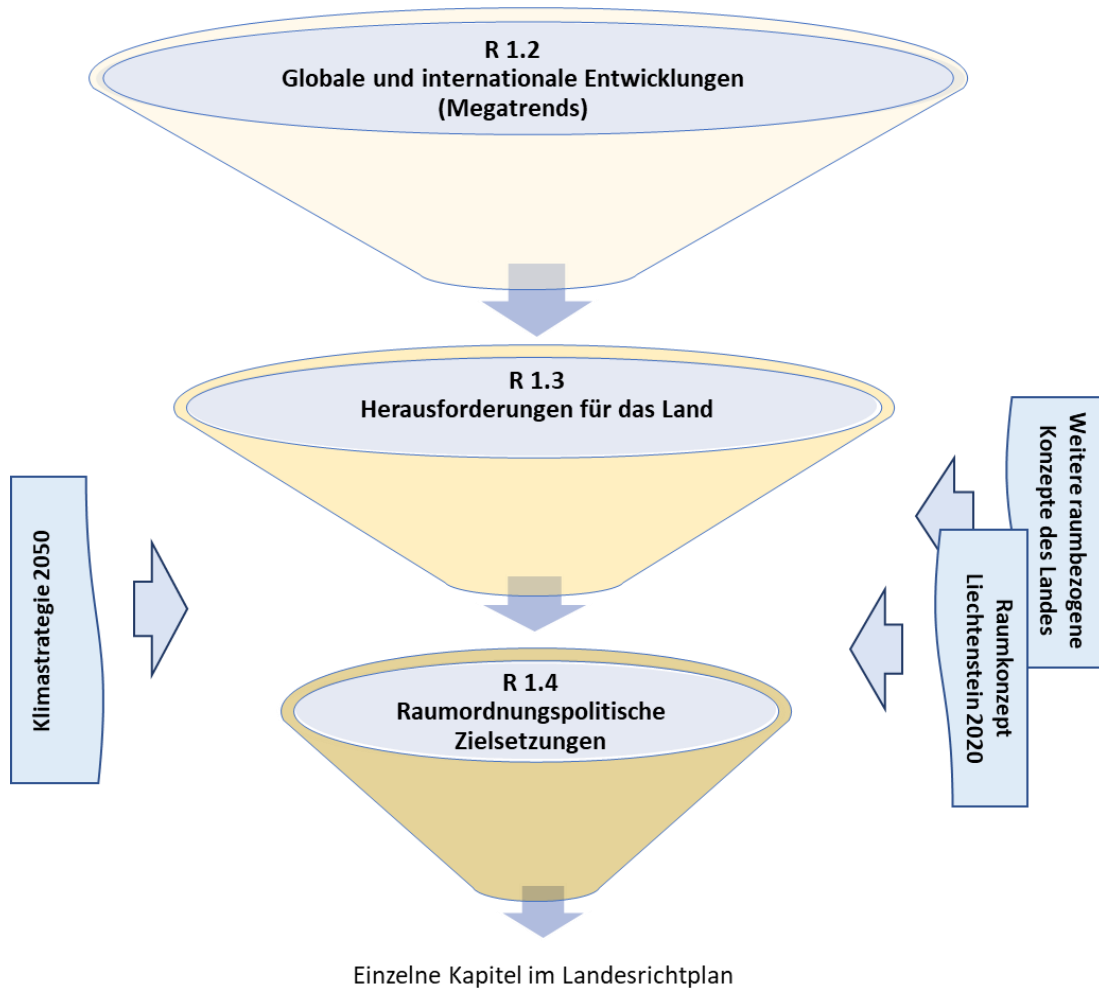 R 1.2
Globale und internationale Entwicklungen
(Megatrends)
R 1.3
Herausforderungen für das Land
Weitere raumbezogene
Konzepte des Landes
Klimastrategie 2050
Raumkonzept
Liechtenstein 2020
R 1.4
Raumordnungspolitische
Zielsetzungen
Einzelne Kapitel im Landesrichtplan